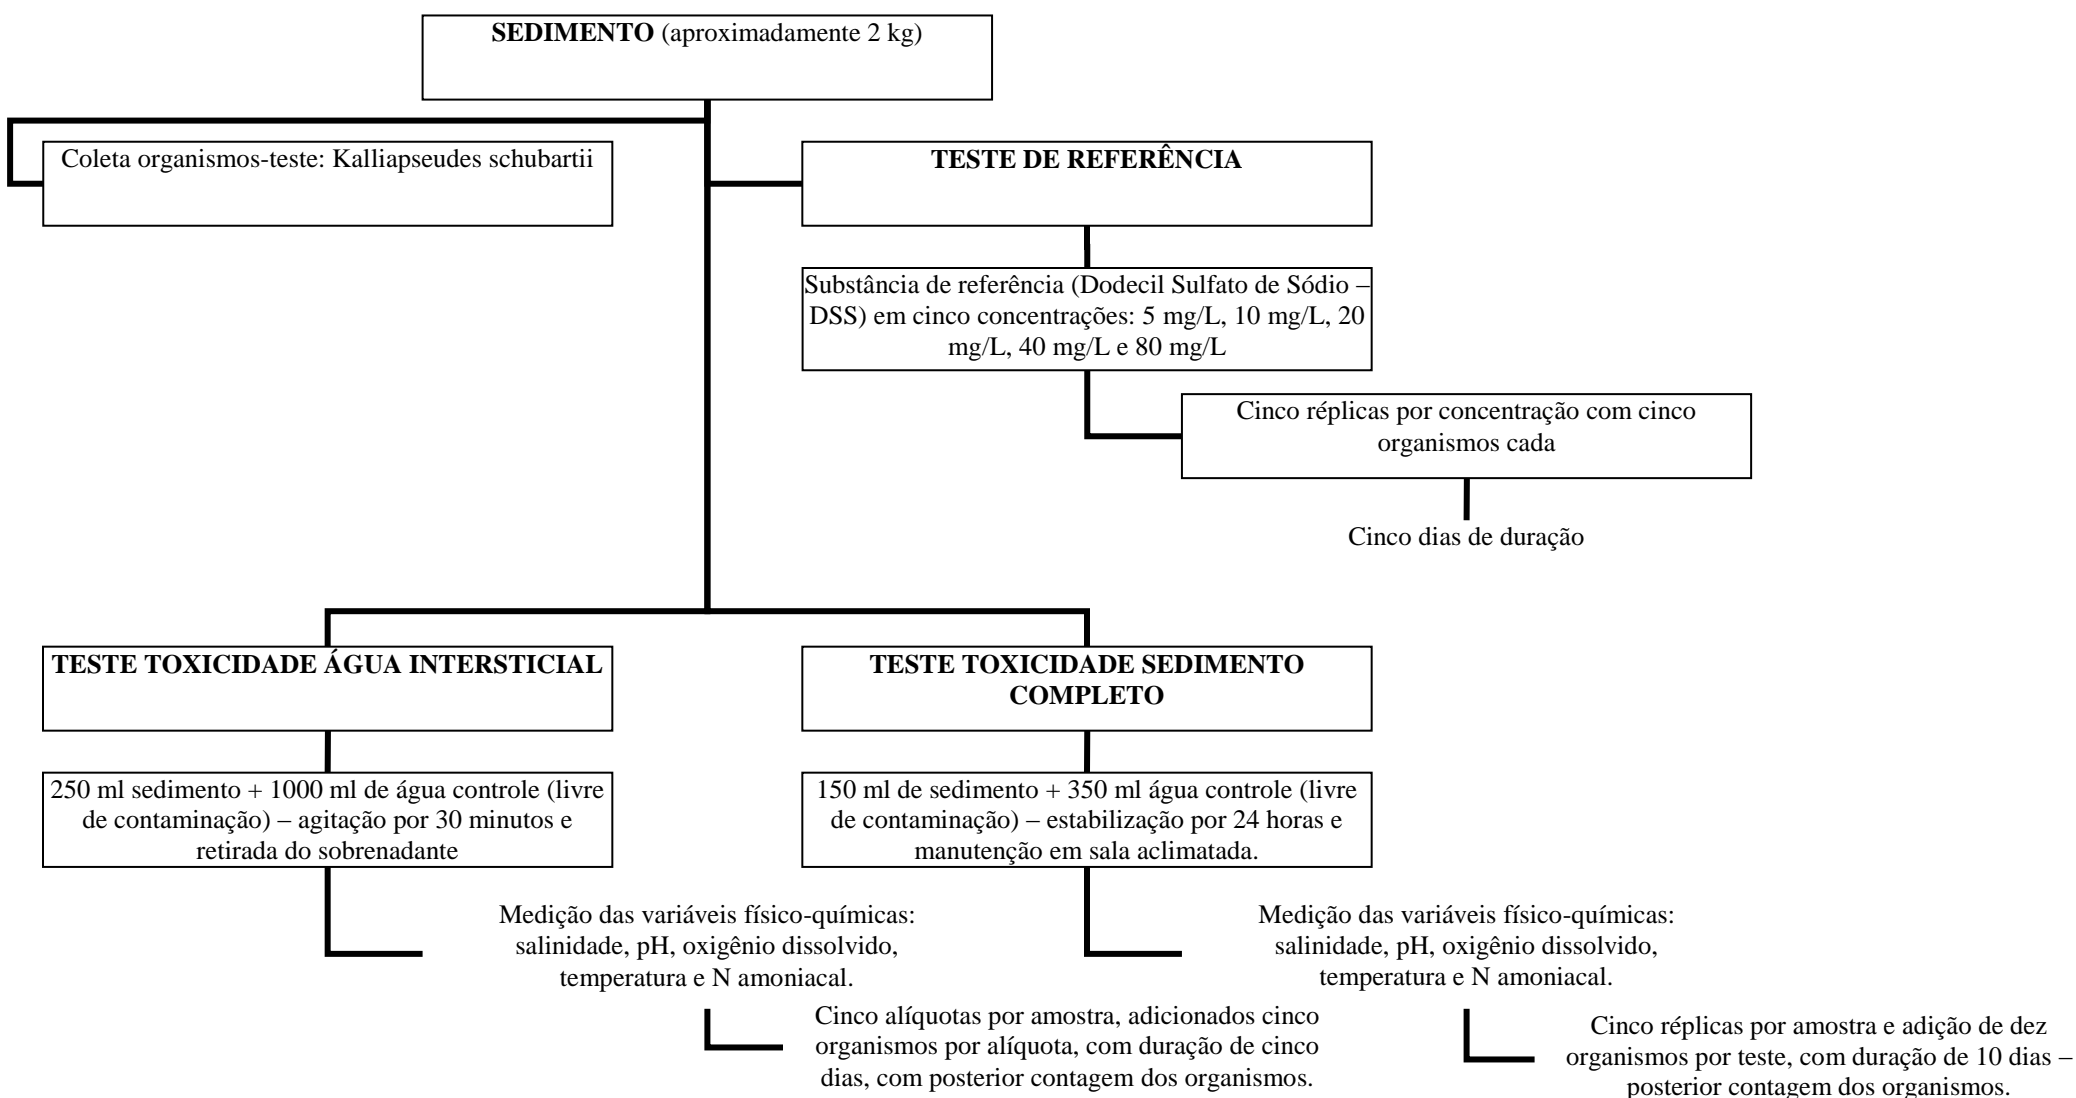 SEDIMENTO (aproximadamente 2 kg)
Coleta organismos-teste: Kalliapseudes schubartii
TESTE DE REFERÊNCIA
Substância de referência (Dodecil Sulfato de Sódio –
DSS) em cinco concentrações: 5 mg/L, 10 mg/L, 20
mg/L, 40 mg/L e 80 mg/L
Cinco réplicas por concentração com cinco
organismos cada
Cinco dias de duração
TESTE TOXICIDADE ÁGUA INTERSTICIAL
250 ml sedimento + 1000 ml de água controle (livre
de contaminação) – agitação por 30 minutos e
retirada do sobrenadante
Medição das variáveis físico-químicas:
salinidade, pH, oxigênio dissolvido,
temperatura e N amoniacal.
Cinco alíquotas por amostra, adicionados cinco
organismos por alíquota, com duração de cinco
dias, com posterior contagem dos organismos.
TESTE TOXICIDADE SEDIMENTO
COMPLETO
150 ml de sedimento + 350 ml água controle (livre
de contaminação) – estabilização por 24 horas e
manutenção em sala aclimatada.
Medição das variáveis físico-químicas:
salinidade, pH, oxigênio dissolvido,
temperatura e N amoniacal.
Cinco réplicas por amostra e adição de dez
organismos por teste, com duração de 10 dias –
posterior contagem dos organismos.